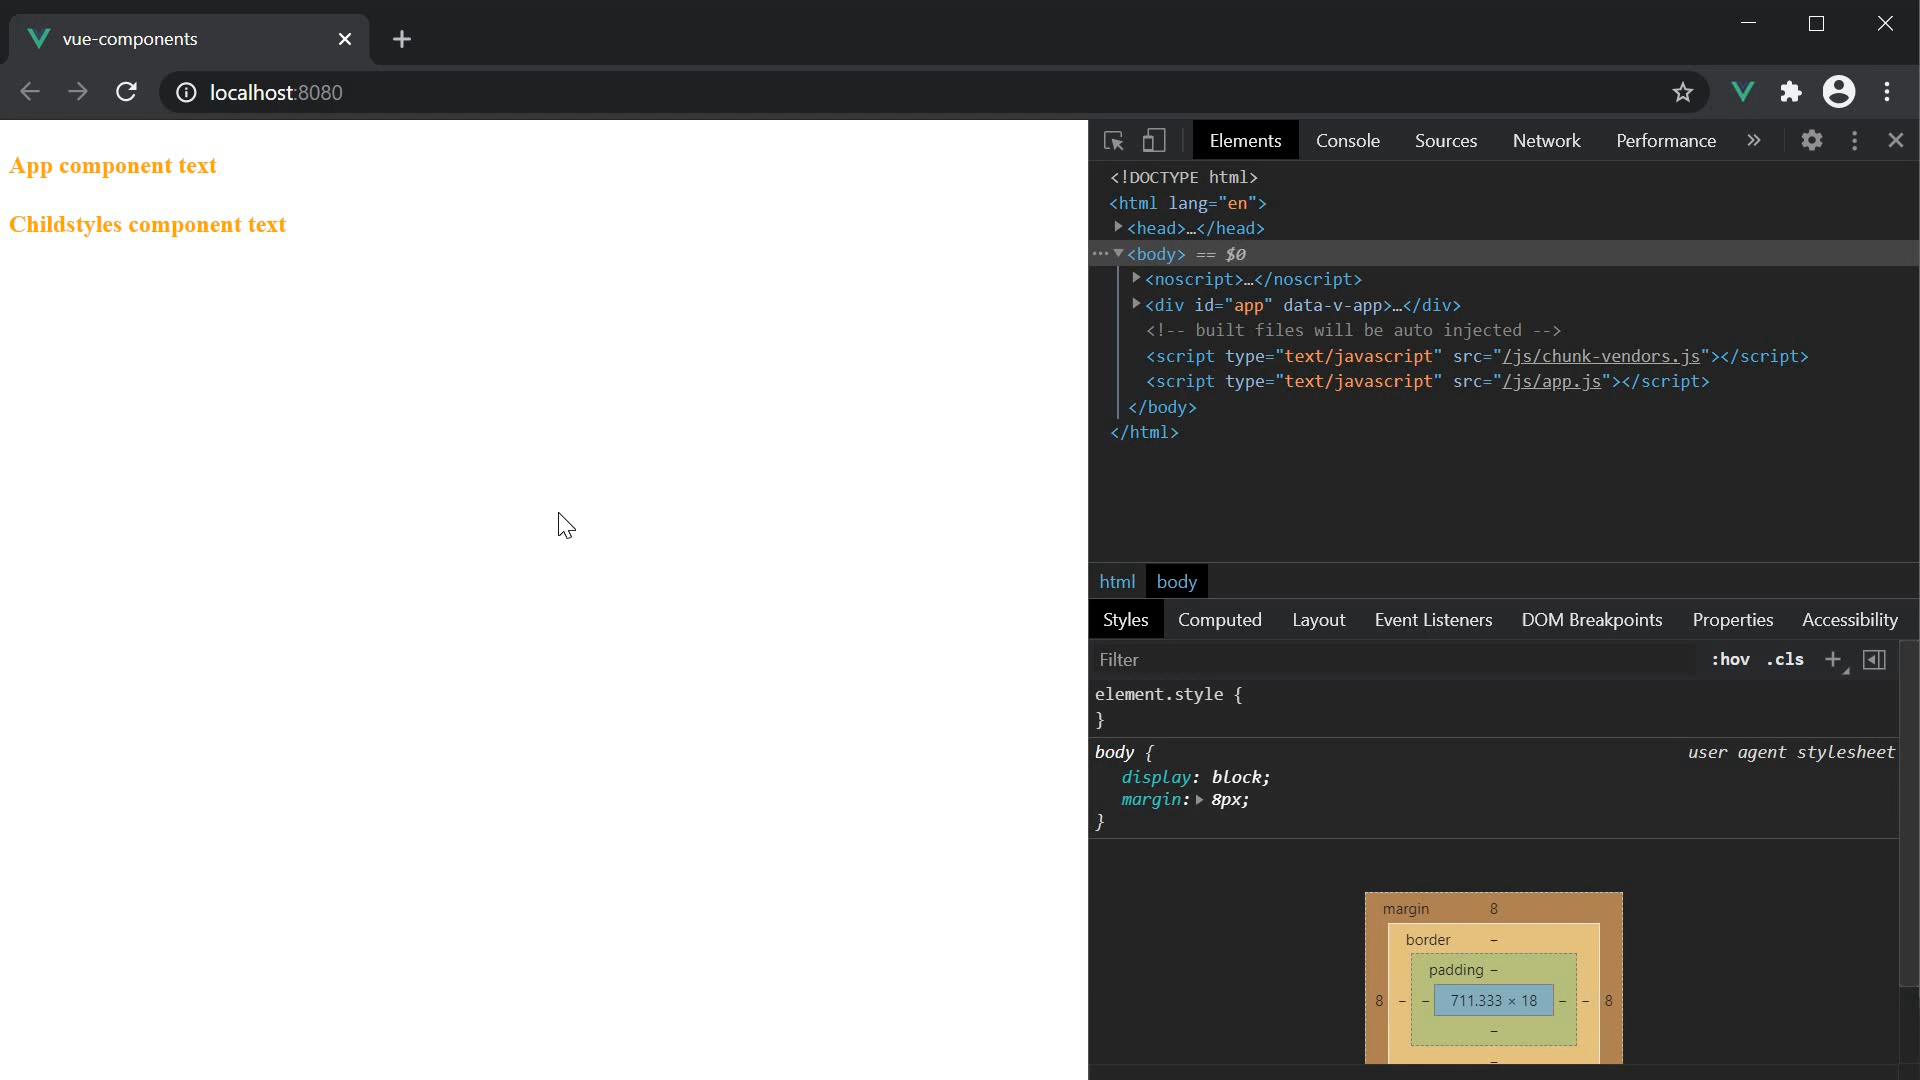 vue-components
localhost:8080
App component text
Childstyles component text
Elements Console Sources Network Performance
<!DOCTYPE html>
<html lang="en">
<head>…</head>
<body> == $0
<noscript>…</noscript>
<div id="app" data-v-app>…</div>
<!-- built files will be auto injected -->
<script type="text/javascript" src="/js/chunk-vendors.js"></script>
<script type="text/javascript" src="/js/app.js"></script>
</body>
</html>
html body
Styles Computed Layout Event Listeners DOM Breakpoints Properties Accessibility
Filter :hov .cls
element.style {
}
body { user agent stylesheet
display: block;
margin: 8px;
}
margin 8
border –
padding –
8 – – 711.333 × 18 – – 8
–
–